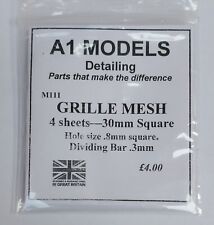 A1 MODELS
Detailing
Parts that make the difference
M111
GRILLE MESH
4 sheets---30mm Square
Hole size .8mm square.
Dividing Bar .3mm
£4.00
GREAT BRITAIN